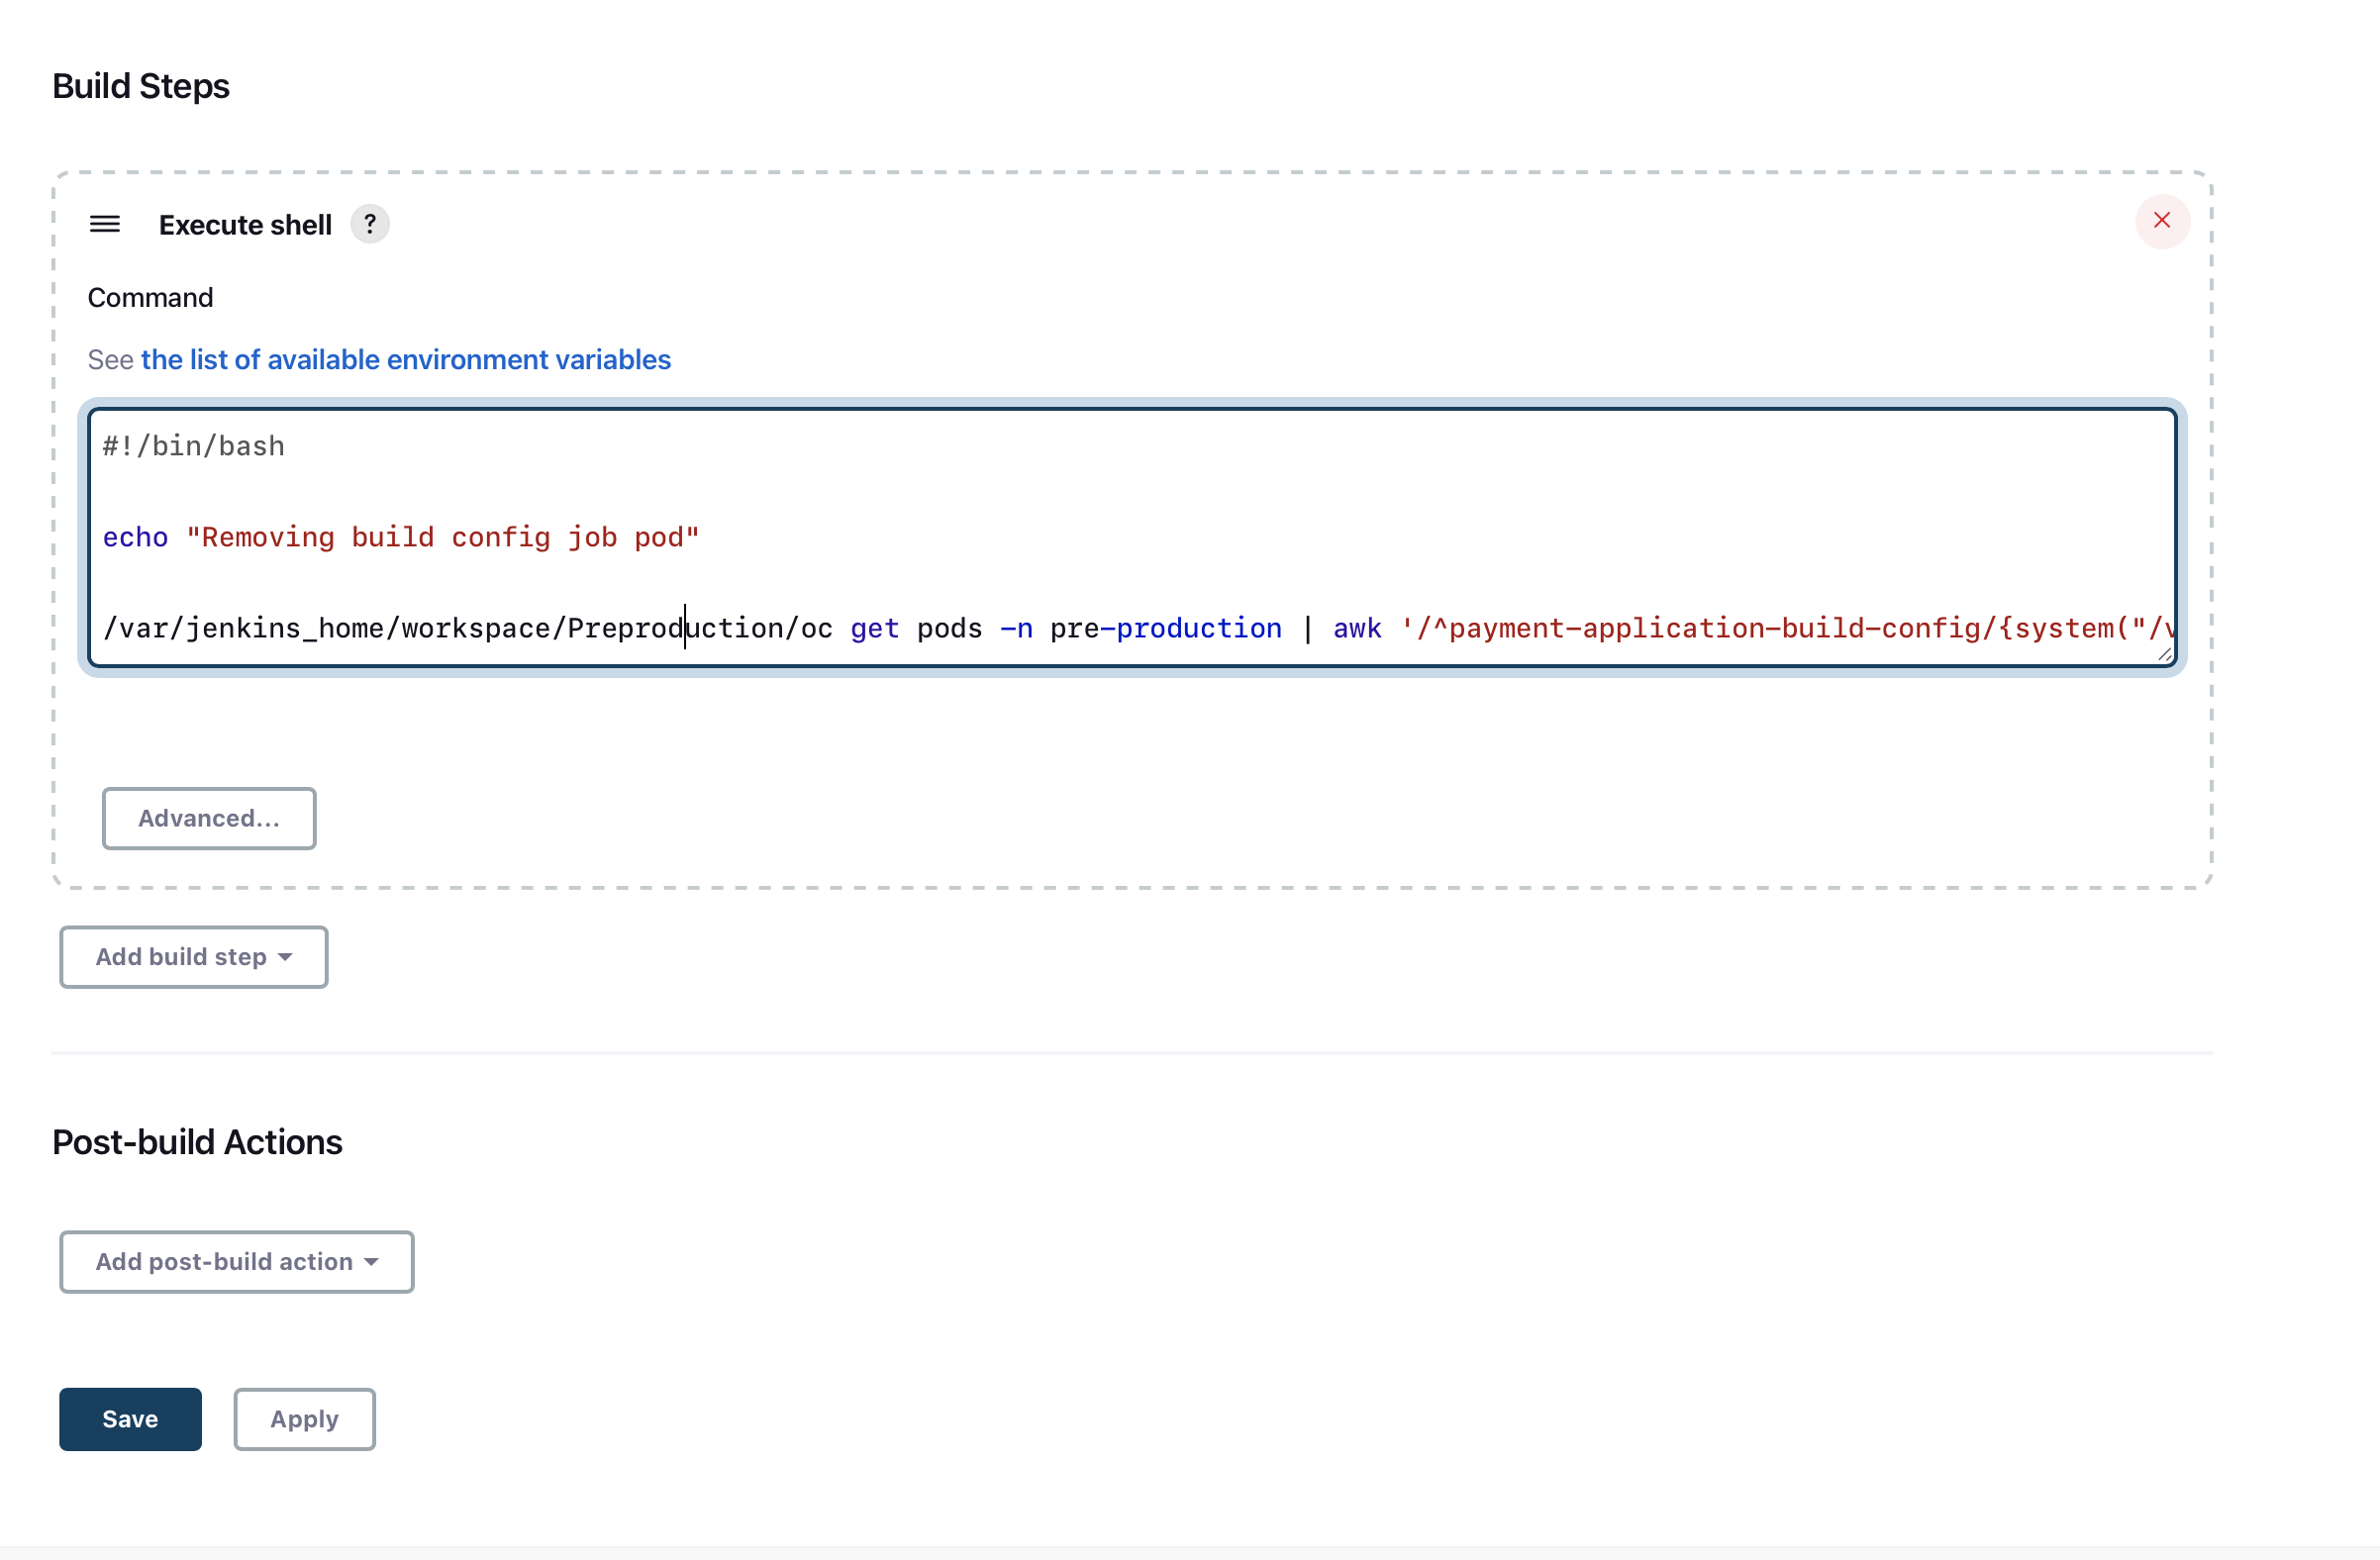 Build Steps
Execute shell ?
Command
See the list of available environment variables
#!/bin/bash
echo "Removing build config job pod"
/var/jenkins_home/workspace/Preproduction/oc get pods -n pre-production | awk '/^payment-application-build-config/{system("/v
Advanced...
Add build step
Post-build Actions
Add post-build action
Save Apply